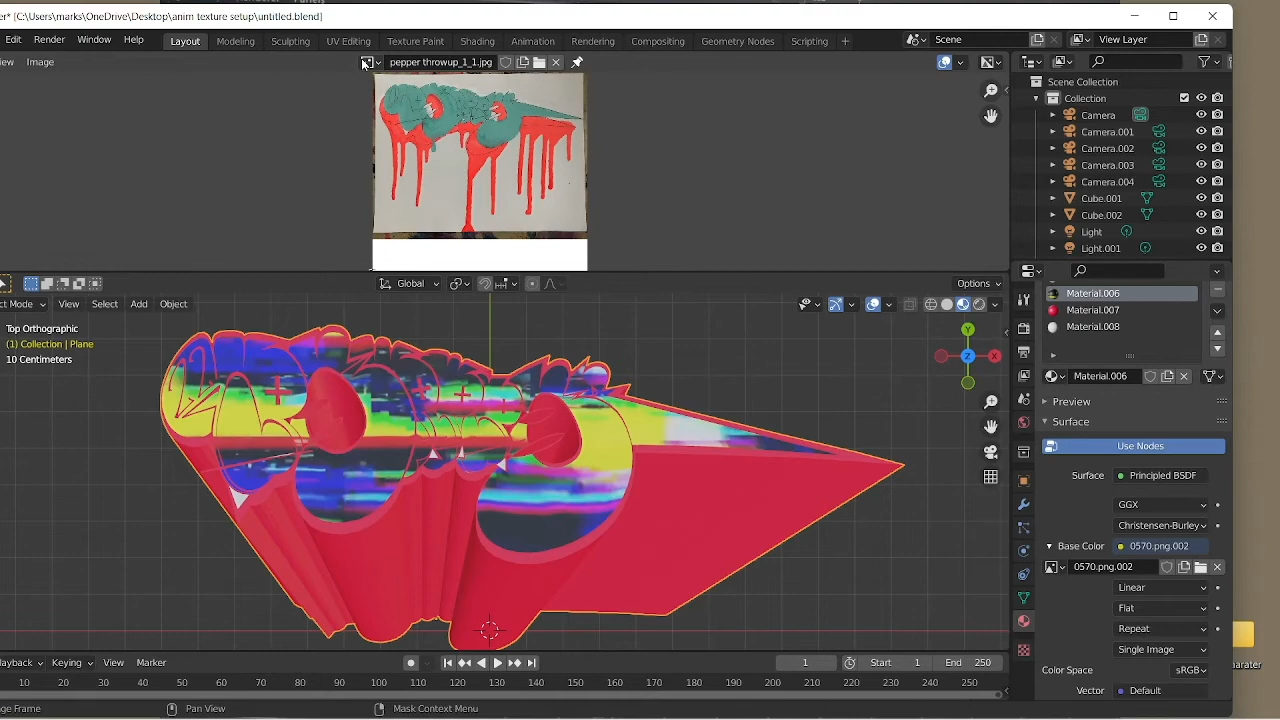 er* [C:\Users\marks\OneDrive\Desktop\anim texture setup\untitled.blend]
Edit Render Window Help Layout Modeling Sculpting UV Editing Texture Paint Shading Animation Rendering Compositing Geometry Nodes Scripting + Scene View Layer
ew Image pepper throwup_1_1.jpg
Scene Collection
Collection
Camera
Camera.001
Camera.002
Camera.003
Camera.004
Cube.001
Cube.002
Light
Light.001
Global Options
ect Mode View Select Add Object
Top Orthographic
(1) Collection | Plane
10 Centimeters
Y
X
Z
Material.006
Material.007
Material.008
Material.006
Preview
Surface
Use Nodes
Surface Principled BSDF
GGX
Christensen-Burley
Base Color 0570.png.002
0570.png.002
Linear
Flat
Repeat
Single Image
Color Space sRGB
Vector Default
layback Keying View Marker 1 Start 1 End 250
10 20 30 40 50 60 70 80 90 100 110 120 130 140 150 160 170 180 190 200 210 220 230 240 250
ge Frame Pan View Mask Context Menu
arater